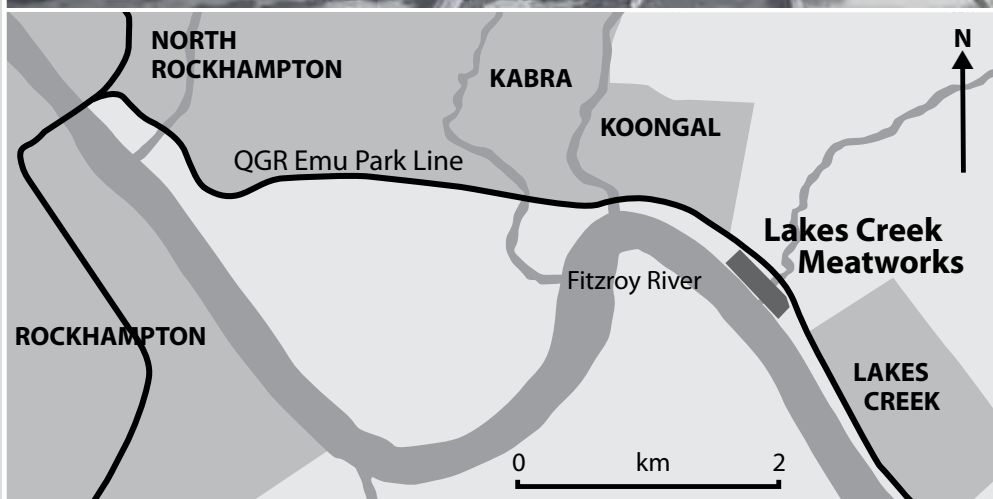 NORTH
ROCKHAMPTON
KABRA
N
KOONGAL
QGR Emu Park Line
Lakes Creek
Meatworks
Fitzroy River
ROCKHAMPTON
LAKES
CREEK
0 km 2